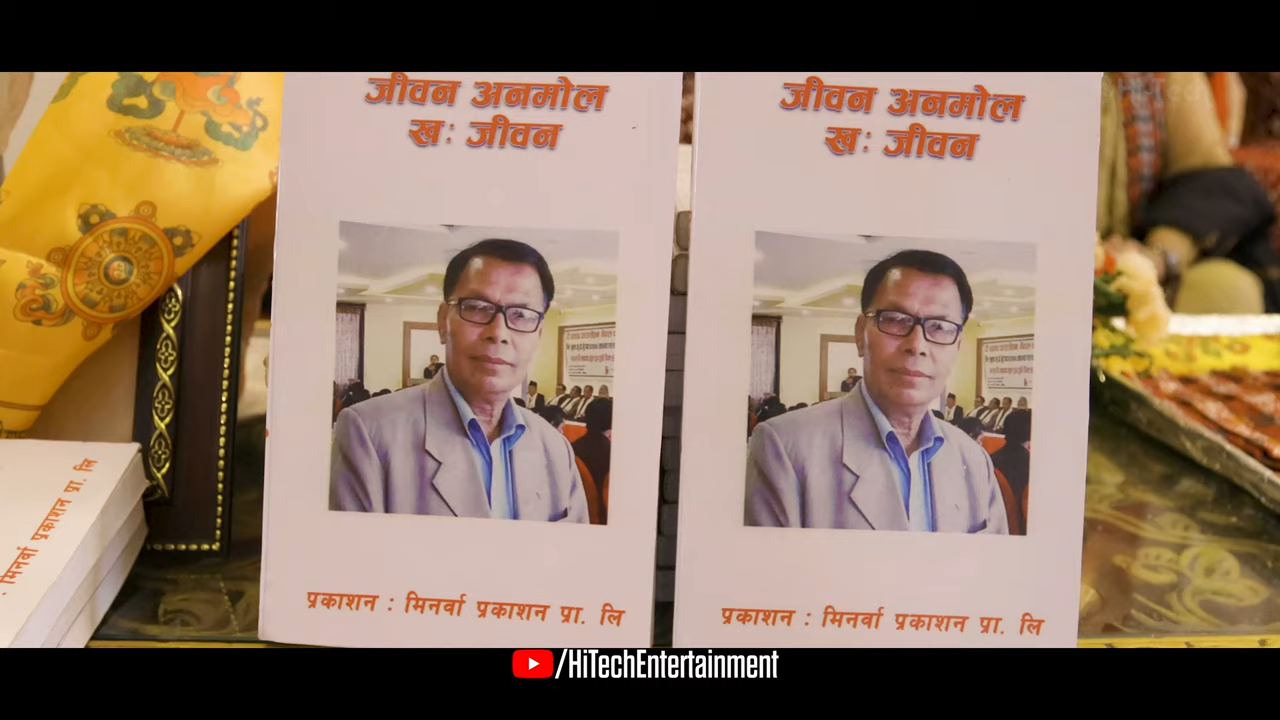 जीवन अनमोल
खः जीवन
प्रकाशन : मिनर्वा प्रकाशन प्रा. लि
जीवन अनमोल
खः जीवन
प्रकाशन : मिनर्वा प्रकाशन प्रा. लि
: मिनर्वा प्रकाशन प्रा. लि
HiTech
/HiTechEntertainment